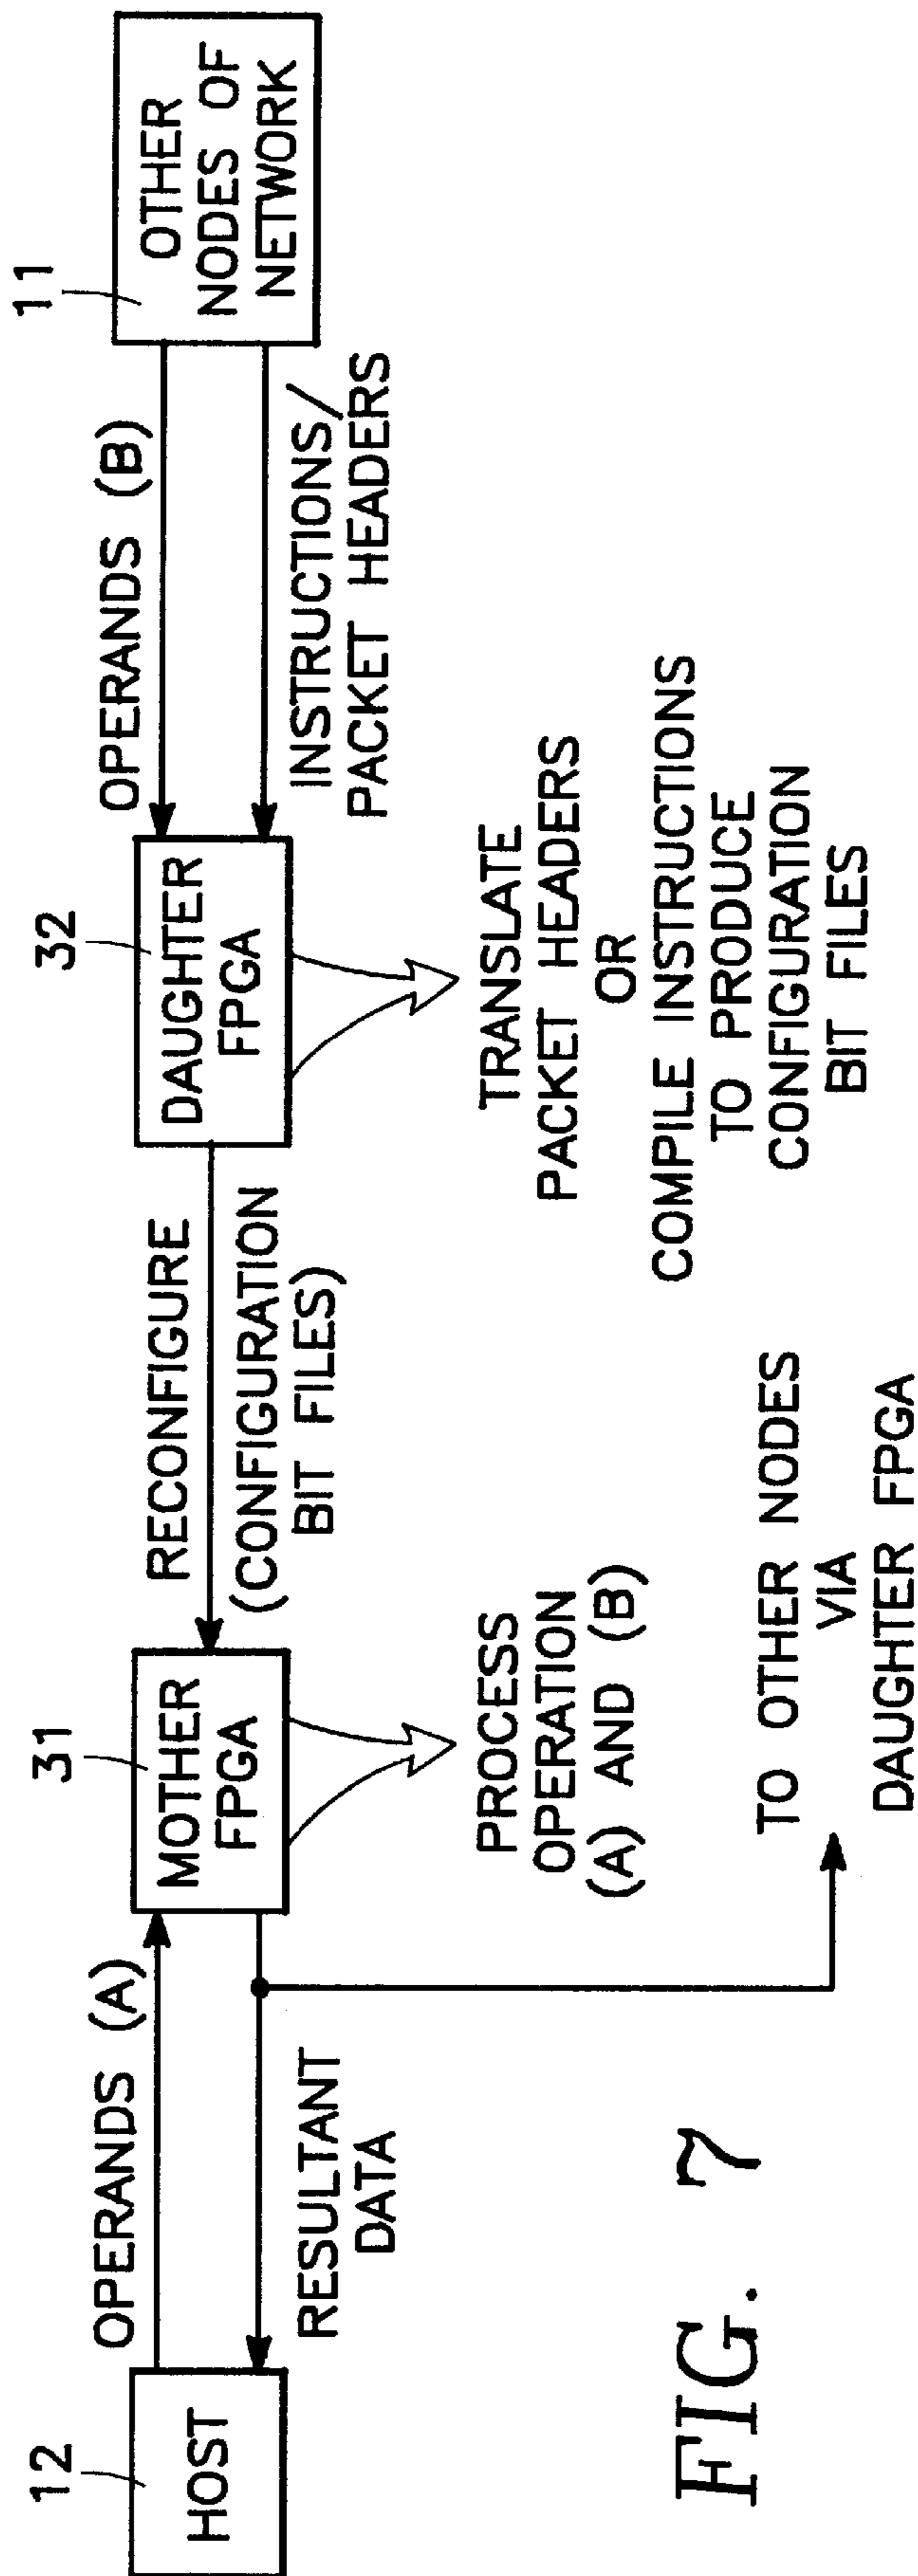 12
HOST
OPERANDS (A)
RESULTANT
DATA
31
MOTHER
FPGA
PROCESS
OPERATION
(A) AND (B)
TO OTHER NODES
VIA
DAUGHTER FPGA
RECONFIGURE
(CONFIGURATION
BIT FILES)
32
DAUGHTER
FPGA
TRANSLATE
PACKET HEADERS
OR
COMPILE INSTRUCTIONS
TO PRODUCE
CONFIGURATION
BIT FILES
OPERANDS (B)
INSTRUCTIONS/
PACKET HEADERS
11
OTHER
NODES OF
NETWORK
FIG. 7